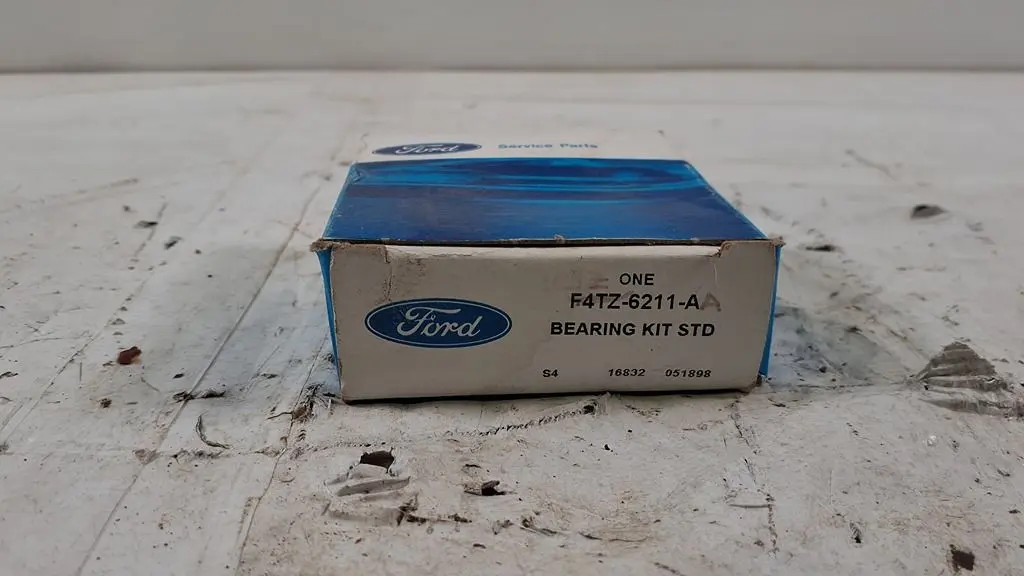 Ford Service Parts
ONE
F4TZ-6211-AA
Ford
BEARING KIT STD
S4 16832 051898